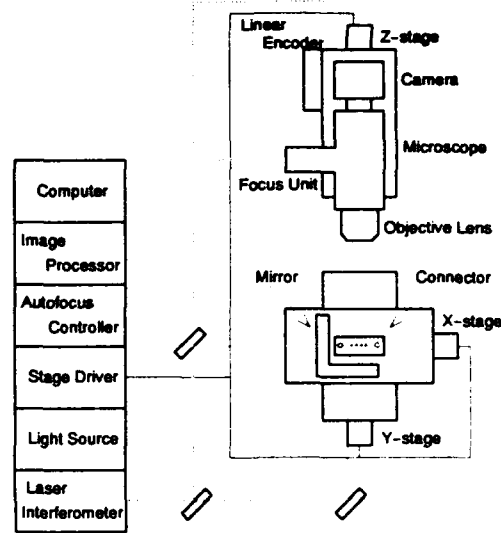 Linear
Encoder
Z-stage
Camera
Microscope
Focus Unit
Objective Lens
Computer
Image
Processor
Autofocus
Controller
Stage Driver
Light Source
Laser
Interferometer
Mirror
Connector
X-stage
Y-stage